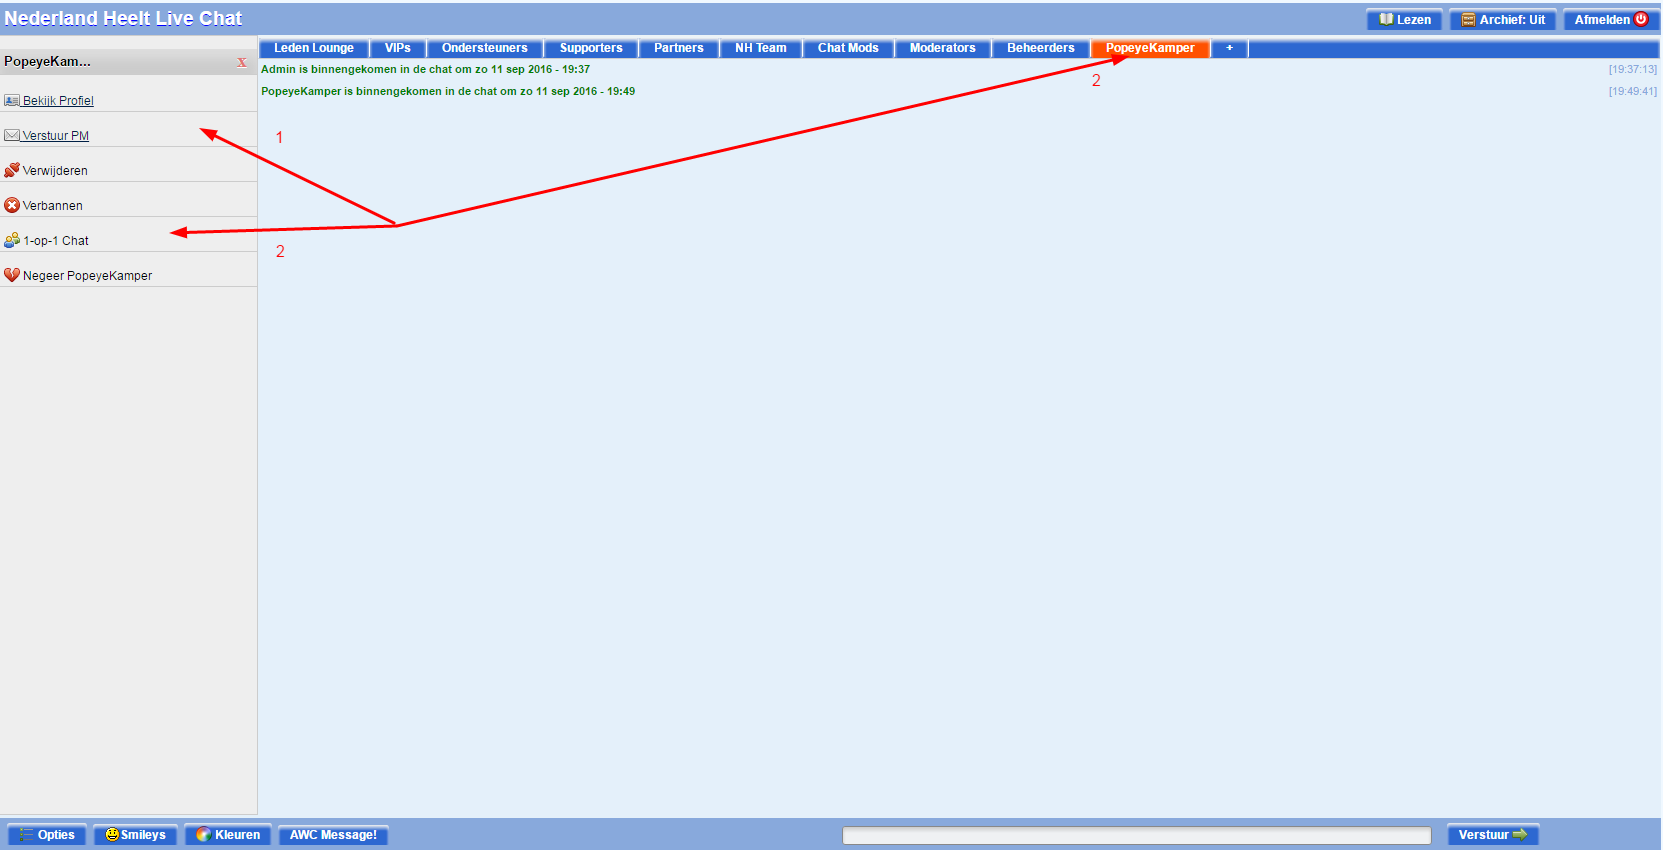 Nederland Heelt Live Chat
Lezen
Archief: Uit
Afmelden
PopeyeKam...
x
Leden Lounge
VIPs
Ondersteuners
Supporters
Partners
NH Team
Chat Mods
Moderators
Beheerders
PopeyeKamper
+
Admin is binnengekomen in de chat om zo 11 sep 2016 - 19:37
[19:37:13]
2
PopeyeKamper is binnengekomen in de chat om zo 11 sep 2016 - 19:49
[19:49:41]
Bekijk Profiel
Verstuur PM
1
Verwijderen
Verbannen
1-op-1 Chat
2
Negeer PopeyeKamper
Opties
Smileys
Kleuren
AWC Message!
Verstuur